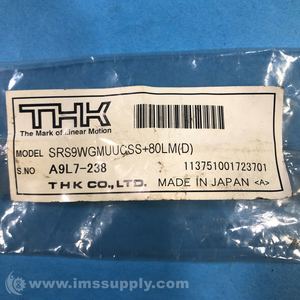 THK
The Mark of Linear Motion
MODEL SRS9WGMUUCSS+80LM(D)
S.NO A9L7-238 113751001723701
THK CO., LTD. MADE IN JAPAN <A>
© www.imssupply.com